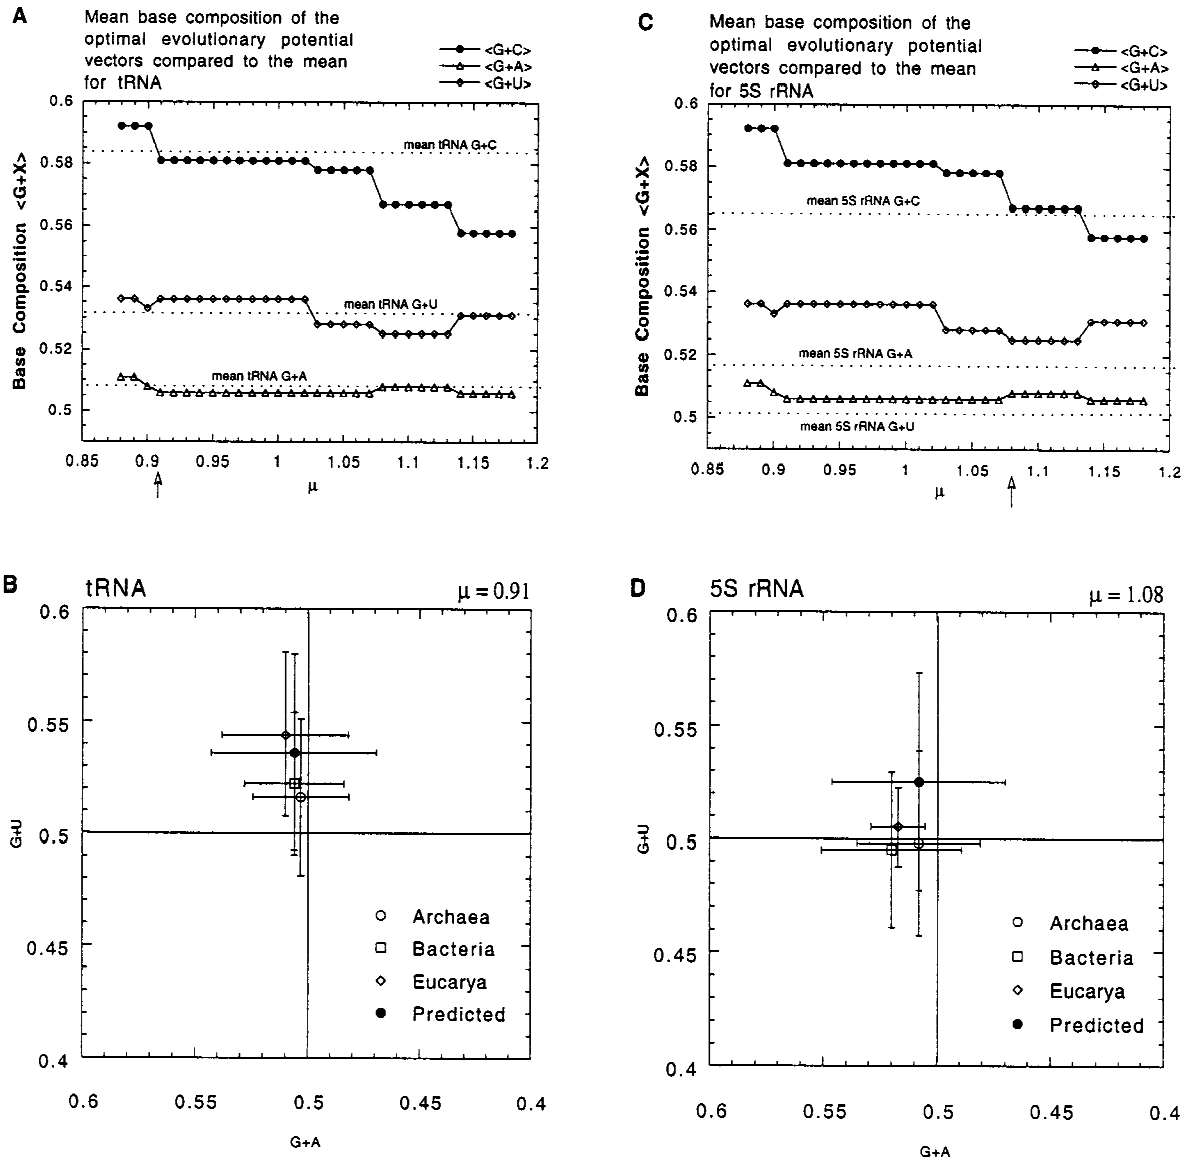 A
Mean base composition of the
optimal evolutionary potential
vectors compared to the mean
for tRNA
<G+C>
<G+A>
<G+U>
0.6
0.58
0.56
0.54
0.52
0.5
Base Composition <G+X>
mean tRNA G+C
mean tRNA G+U
mean tRNA G+A
0.85
0.9
0.95
1
1.05
1.1
1.15
1.2
μ
C
Mean base composition of the
optimal evolutionary potential
vectors compared to the mean
for 5S rRNA
<G+C>
<G+A>
<G+U>
0.6
0.58
0.56
0.54
0.52
0.5
Base Composition <G+X>
mean 5S rRNA G+C
mean 5S rRNA G+A
mean 5S rRNA G+U
0.85
0.9
0.95
1
1.05
1.1
1.15
1.2
μ
B
tRNA
μ = 0.91
0.6
0.55
0.5
0.45
0.4
G+U
Archaea
Bacteria
Eucarya
Predicted
0.6
0.55
0.5
0.45
0.4
G+A
D
5S rRNA
μ = 1.08
0.6
0.55
0.5
0.45
0.4
G+U
Archaea
Bacteria
Eucarya
Predicted
0.6
0.55
0.5
0.45
0.4
G+A